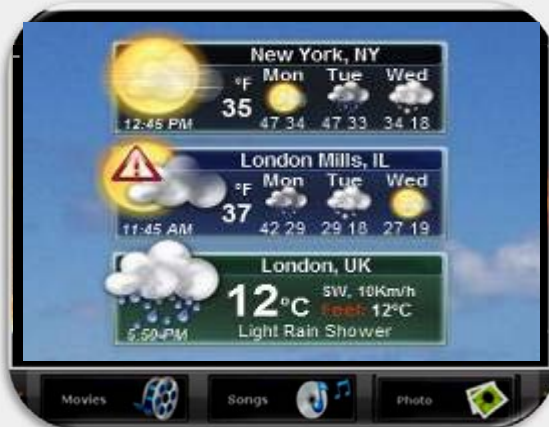 New York, NY
°F Mon Tue Wed
35
12:45 PM 47 34 47 33 34 18
London Mills, IL
°F Mon Tue Wed
37
11:45 AM 42 29 29 18 27 19
London, UK
12°C SW, 10Km/h
Feel: 12°C
5:50 PM Light Rain Shower
Movies Songs Photo